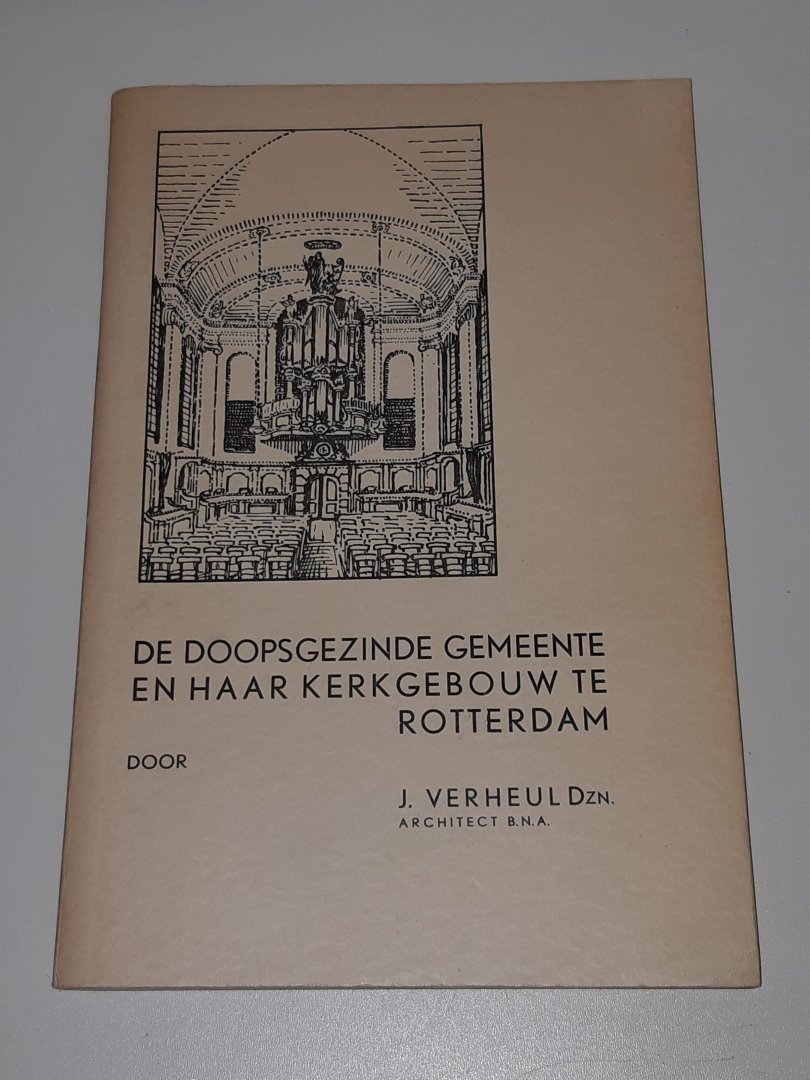 DE DOOPSGEZINDE GEMEENTE
EN HAAR KERKGEBOUW TE
ROTTERDAM
DOOR
J. VERHEUL DZN.
ARCHITECT B.N.A.